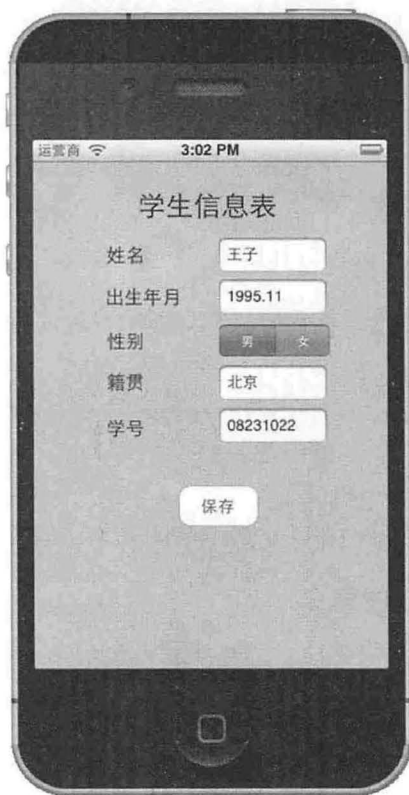 运营商 3:02 PM
学生信息表
姓名 王子
出生年月 1995.11
性别 男 女
籍贯 北京
学号 08231022
保存